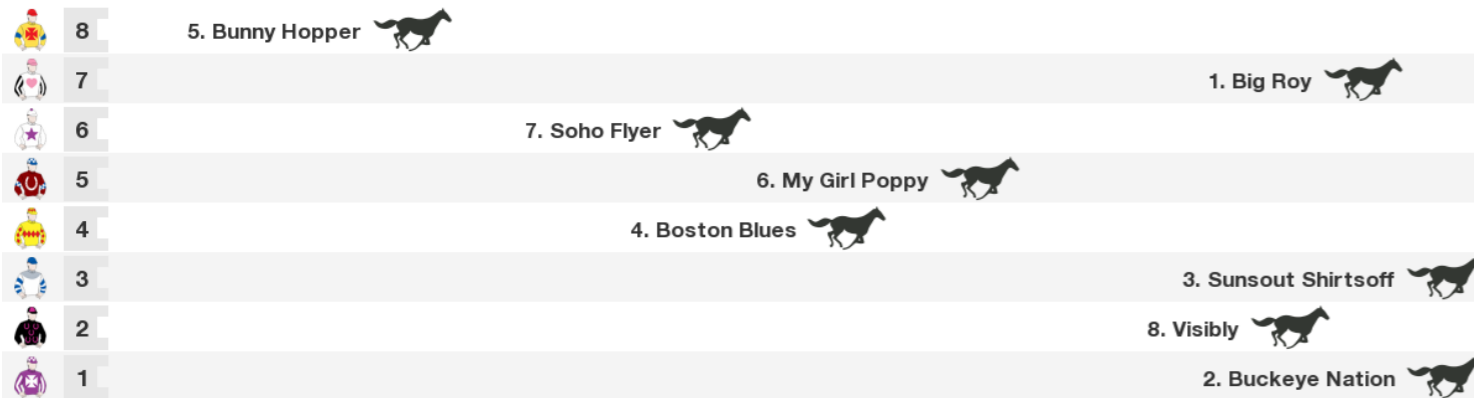 8 5. Bunny Hopper
7 1. Big Roy
6 7. Soho Flyer
5 6. My Girl Poppy
4 4. Boston Blues
3 3. Sunsout Shirtsoff
2 8. Visibly
1 2. Buckeye Nation